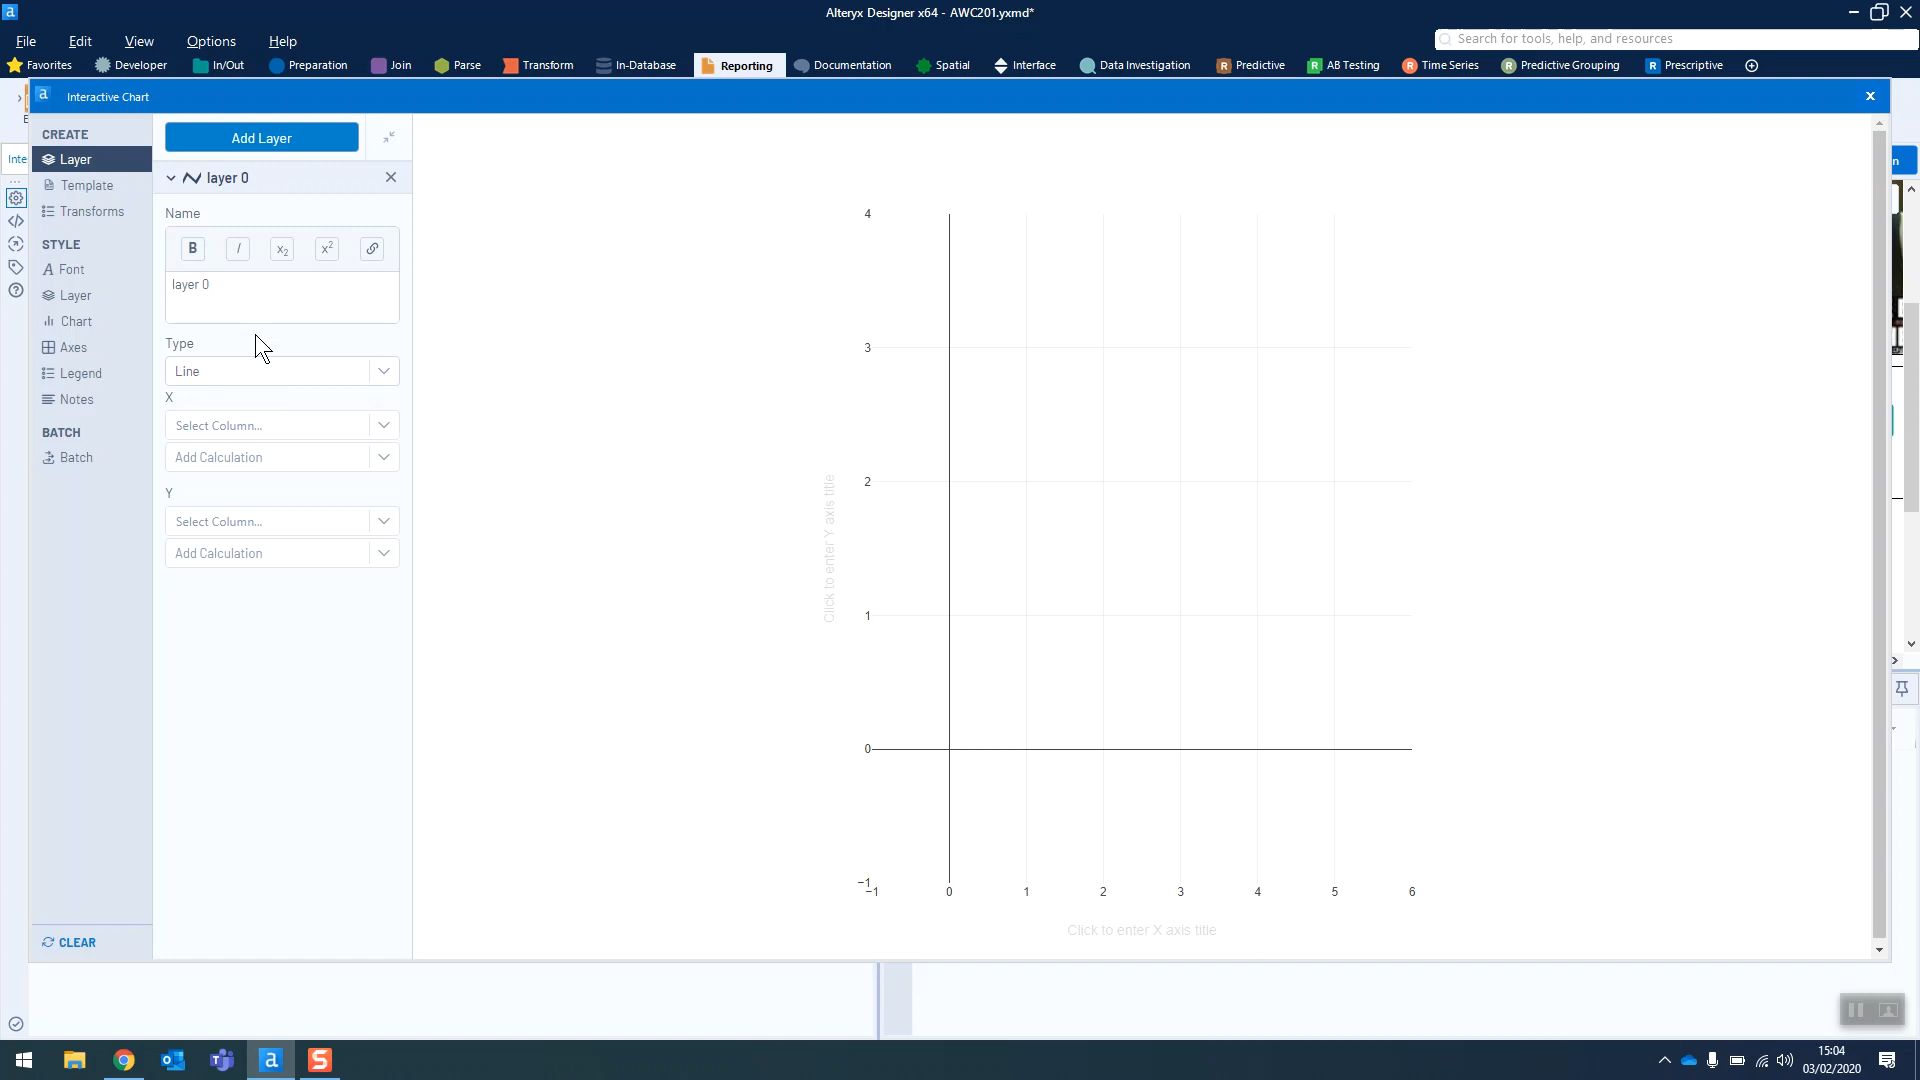 Alteryx Designer x64 - AWC201.yxmd*
File Edit View Options Help
Search for tools, help, and resources
Favorites Developer In/Out Preparation Join Parse Transform In-Database Reporting Documentation Spatial Interface Data Investigation Predictive AB Testing Time Series Predictive Grouping Prescriptive
Interactive Chart
CREATE
Layer
Template
Transforms
STYLE
Font
Layer
Chart
Axes
Legend
Notes
BATCH
Batch
CLEAR
Inte
Add Layer
layer 0
Name
B I x2 x2
layer 0
Type
Line
X
Select Column...
Add Calculation
Y
Select Column...
Add Calculation
4
3
2
1
0
−1
Click to enter Y axis title
−1 0 1 2 3 4 5 6
Click to enter X axis title
n
15:04
03/02/2020